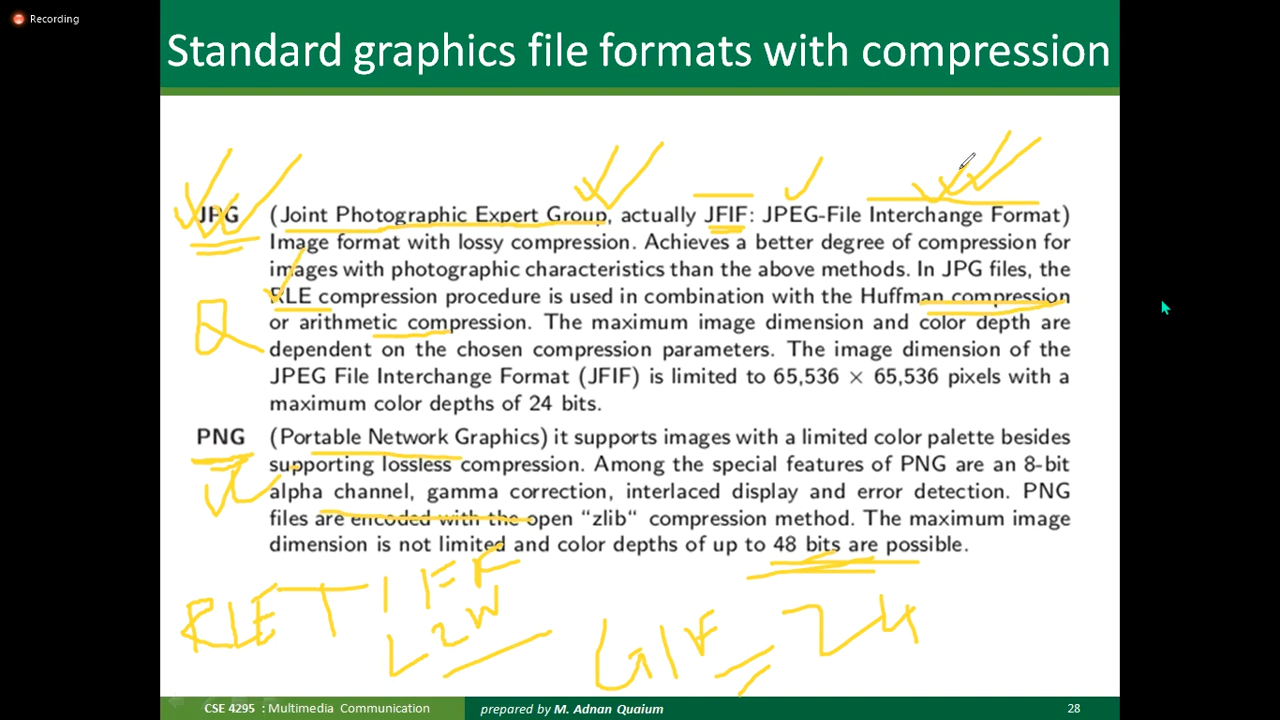 Recording
Standard graphics file formats with compression
JPG (Joint Photographic Expert Group, actually JFIF: JPEG-File Interchange Format)
Image format with lossy compression. Achieves a better degree of compression for
images with photographic characteristics than the above methods. In JPG files, the
RLE compression procedure is used in combination with the Huffman compression
or arithmetic compression. The maximum image dimension and color depth are
dependent on the chosen compression parameters. The image dimension of the
JPEG File Interchange Format (JFIF) is limited to 65,536 × 65,536 pixels with a
maximum color depths of 24 bits.
PNG (Portable Network Graphics) it supports images with a limited color palette besides
supporting lossless compression. Among the special features of PNG are an 8-bit
alpha channel, gamma correction, interlaced display and error detection. PNG
files are encoded with the open “zlib“ compression method. The maximum image
dimension is not limited and color depths of up to 48 bits are possible.
RLE TIFF
LZW
GIF 24
CSE 4295 : Multimedia Communication prepared by M. Adnan Quaium 28